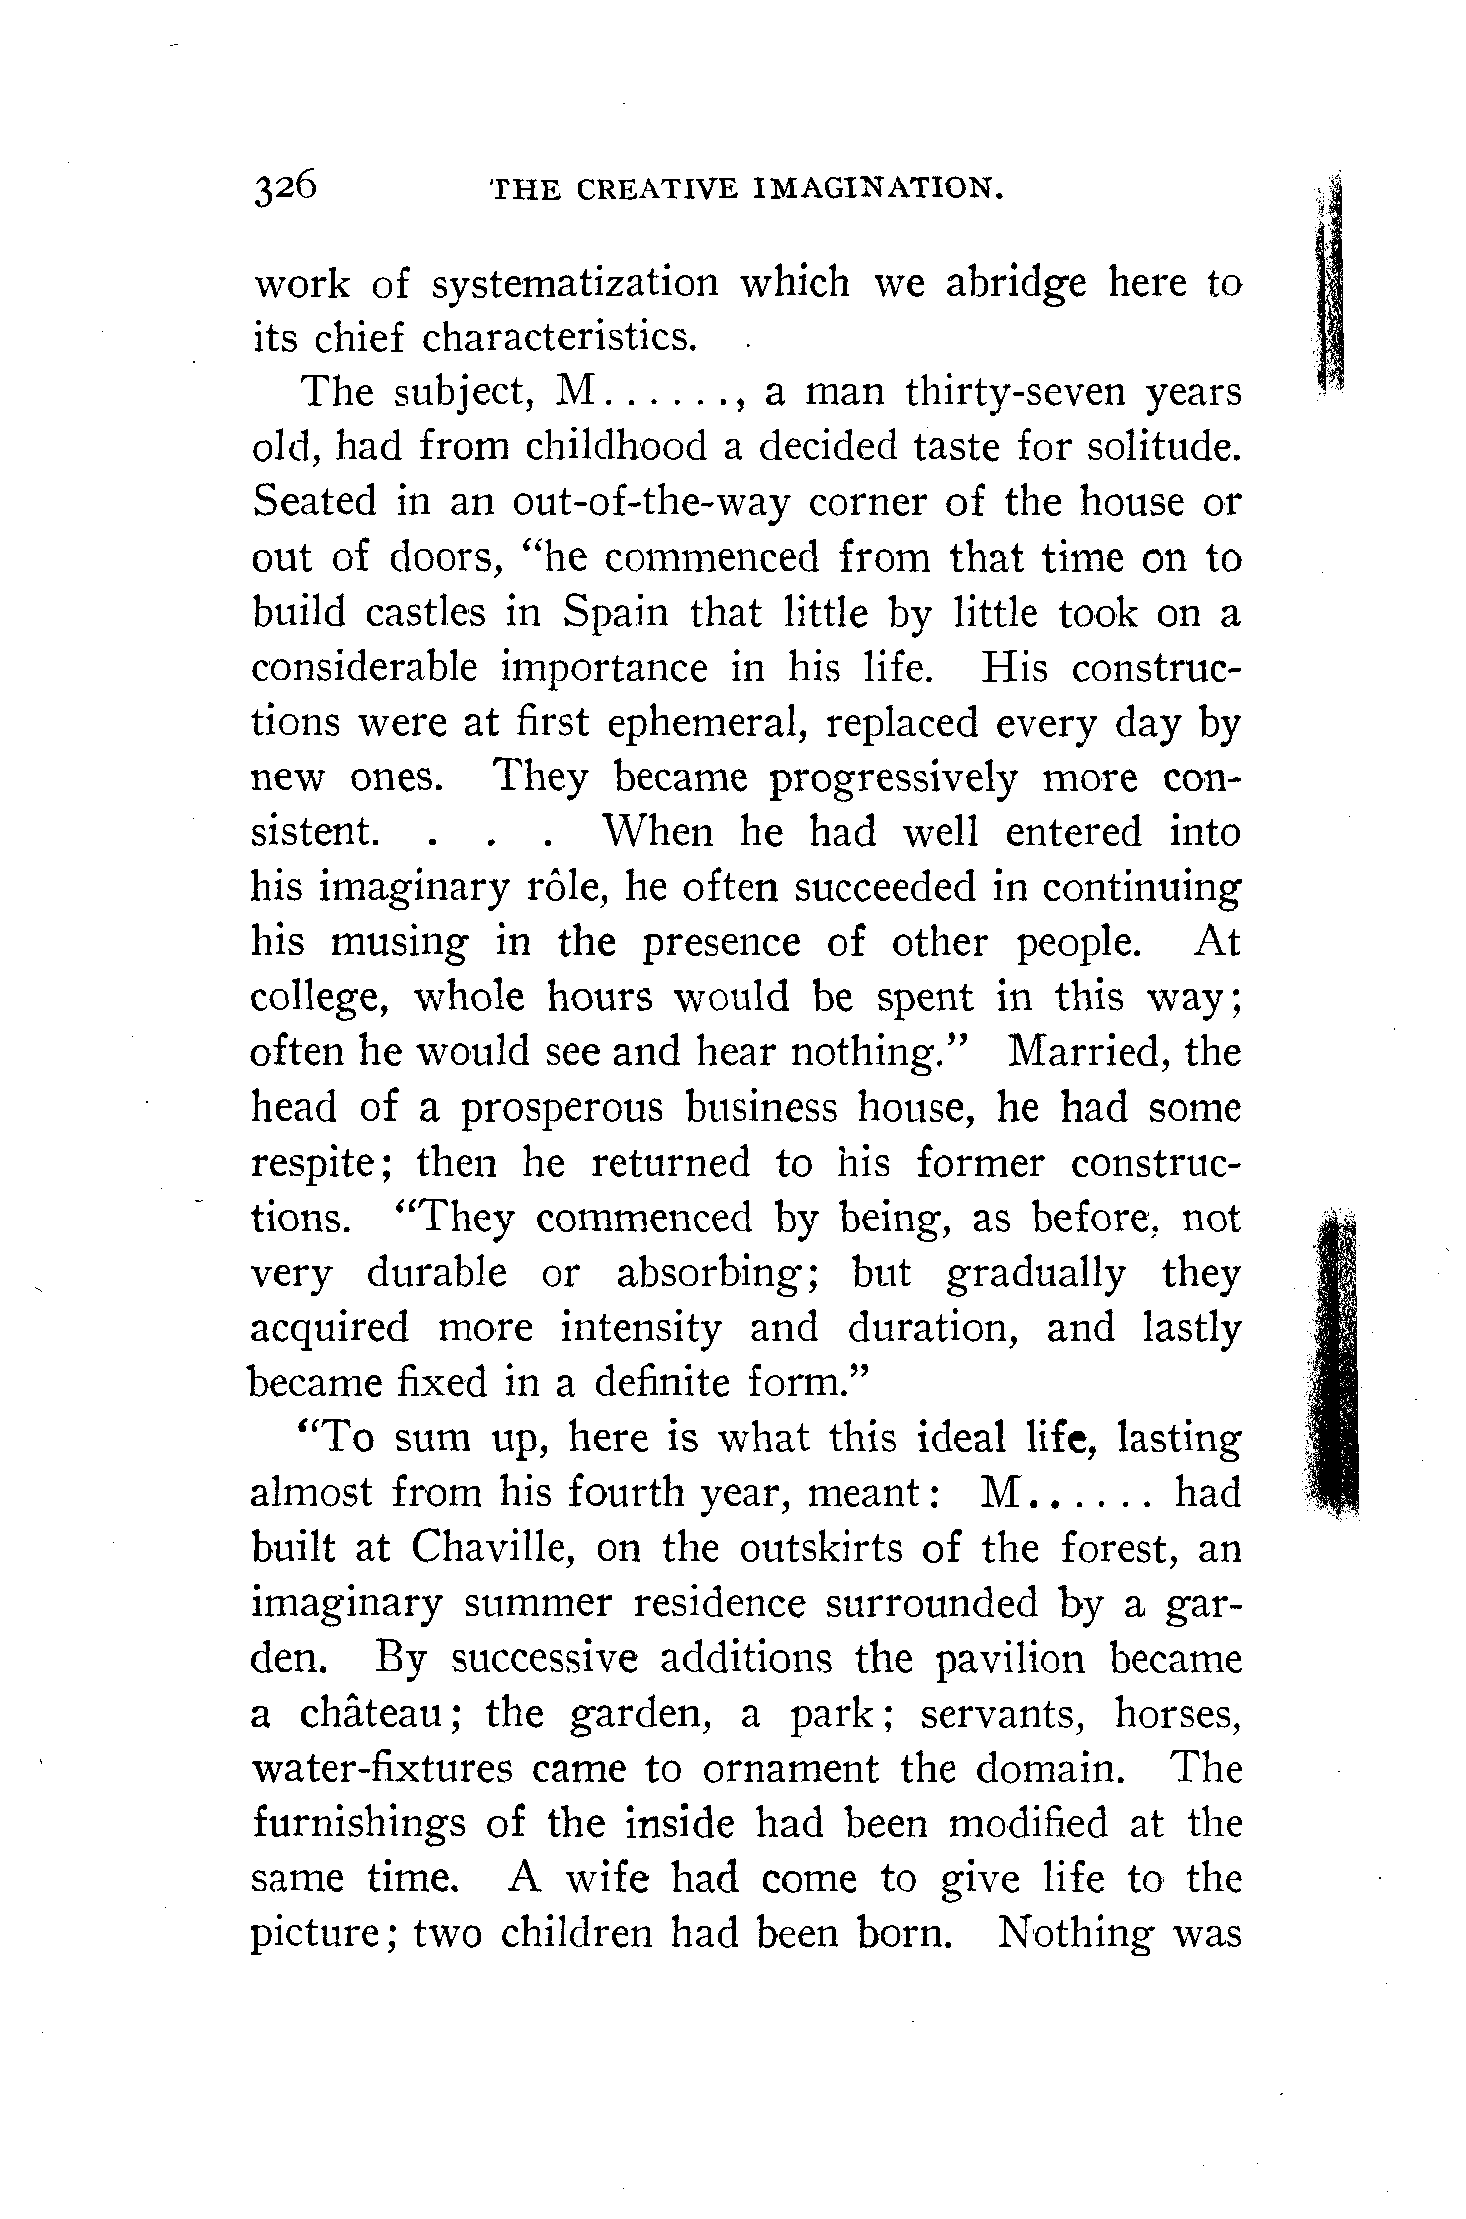 326 THE CREATIVE IMAGINATION.
work of systematization which we abridge here to
its chief characteristics.
The subject, M......, a man thirty-seven years
old, had from childhood a decided taste for solitude.
Seated in an out-of-the-way corner of the house or
out of doors, “he commenced from that time on to
build castles in Spain that little by little took on a
considerable importance in his life. His construc-
tions were at first ephemeral, replaced every day by
new ones. They became progressively more con-
sistent. . . . When he had well entered into
his imaginary rôle, he often succeeded in continuing
his musing in the presence of other people. At
college, whole hours would be spent in this way;
often he would see and hear nothing.” Married, the
head of a prosperous business house, he had some
respite; then he returned to his former construc-
tions. “They commenced by being, as before, not
very durable or absorbing; but gradually they
acquired more intensity and duration, and lastly
became fixed in a definite form.”
“To sum up, here is what this ideal life, lasting
almost from his fourth year, meant: M...... had
built at Chaville, on the outskirts of the forest, an
imaginary summer residence surrounded by a gar-
den. By successive additions the pavilion became
a château; the garden, a park; servants, horses,
water-fixtures came to ornament the domain. The
furnishings of the inside had been modified at the
same time. A wife had come to give life to the
picture; two children had been born. Nothing was